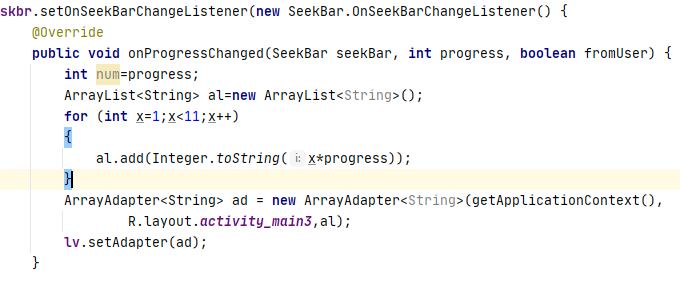 skbr.setOnSeekBarChangeListener(new SeekBar.OnSeekBarChangeListener() {
@Override
public void onProgressChanged(SeekBar seekBar, int progress, boolean fromUser) {
int num=progress;
ArrayList<String> al=new ArrayList<String>();
for (int x=1;x<11;x++)
{
al.add(Integer.toString( i: x*progress));
}
ArrayAdapter<String> ad = new ArrayAdapter<String>(getApplicationContext(),
R.layout.activity_main3,al);
lv.setAdapter(ad);
}